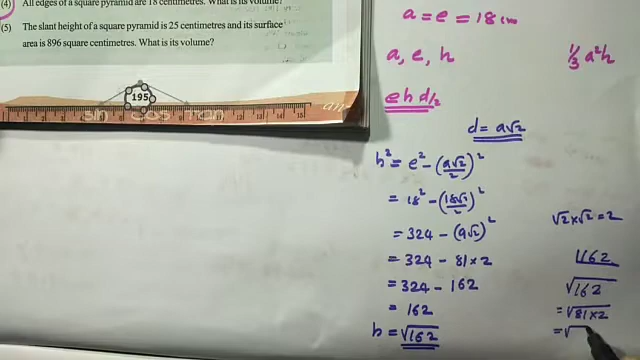 (4) All edges of a square pyramid are 18 centimetres. What is its volume?
(5) The slant height of a square pyramid is 25 centimetres and its surface
area is 896 square centimetres. What is its volume?
195
sin cos tan
a = e = 18 cm
a, e, h
1/3 a²h
e h d/2
d = a√2
h² = e² - (a√2/2)²
= 18² - (18√2/2)²
= 324 - (9√2)²
= 324 - 81 × 2
= 324 - 162
= 162
h = √162
√2 × √2 = 2
162
√162
= √81 × 2
= √